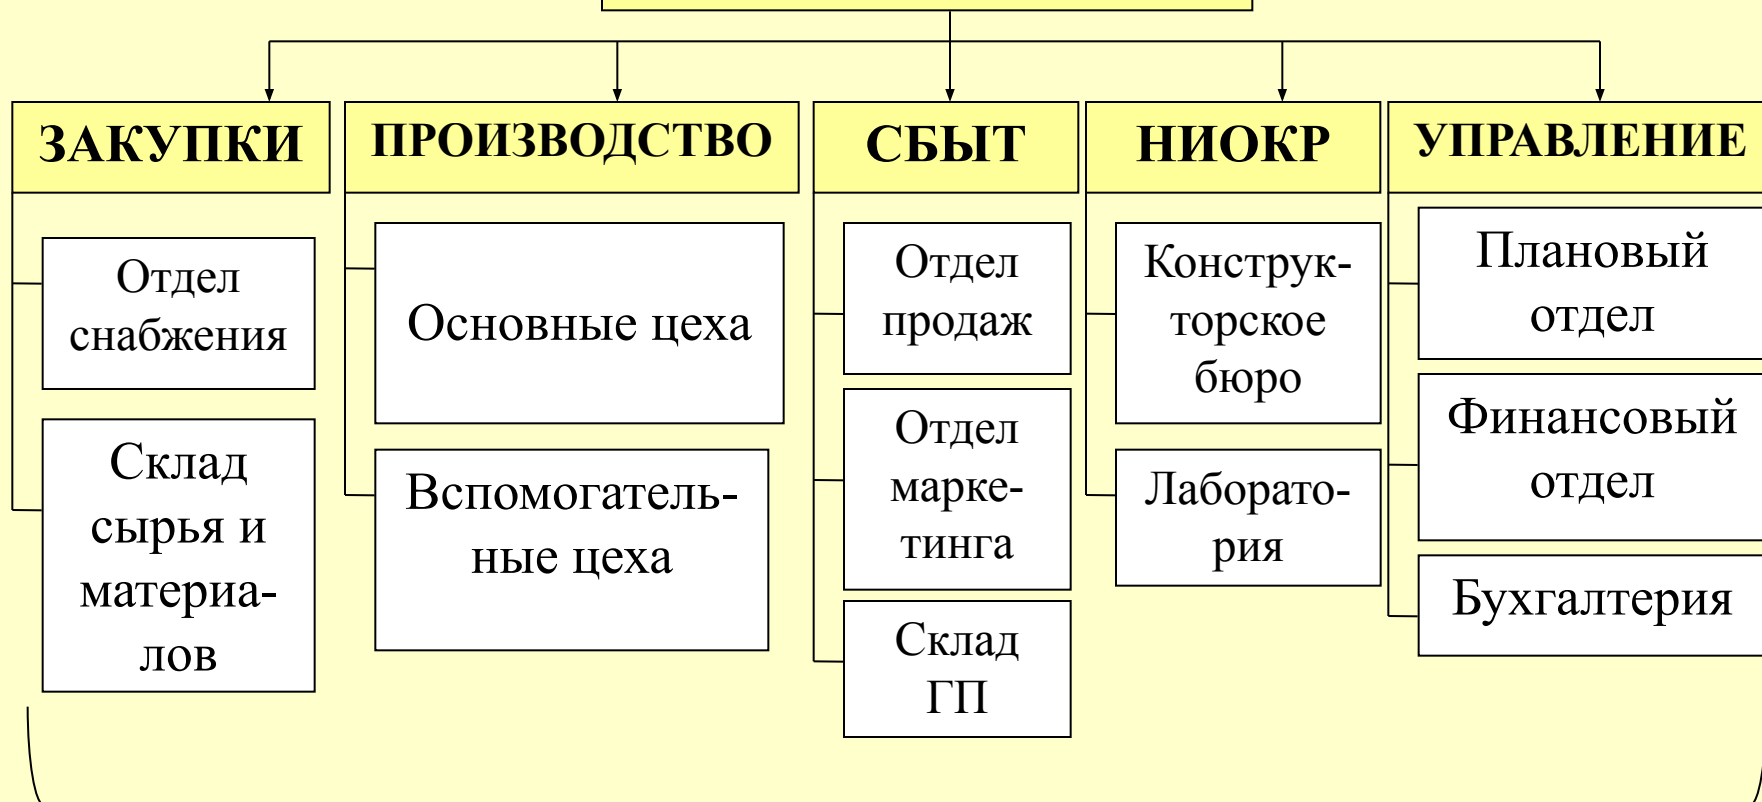 ЗАКУПКИ
ПРОИЗВОДСТВО
СБЫТ
НИОКР
УПРАВЛЕНИЕ
Отдел
снабжения
Склад
сырья и
материа-
лов
Основные цеха
Вспомогатель-
ные цеха
Отдел
продаж
Отдел
марке-
тинга
Склад
ГП
Конструк-
торское
бюро
Лаборато-
рия
Плановый
отдел
Финансовый
отдел
Бухгалтерия